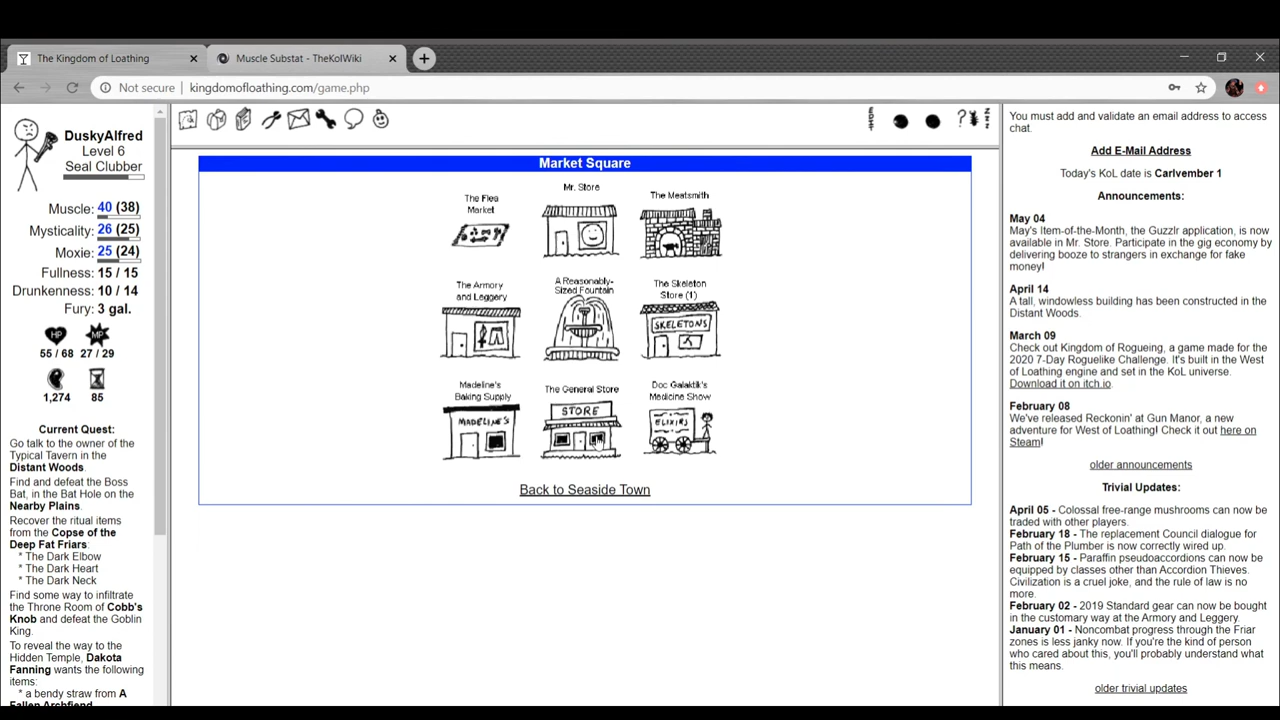 The Kingdom of Loathing
Muscle Substat - TheKolWiki
Not secure
kingdomofloathing.com/game.php
DuskyAlfred
Level 6
Seal Clubber
Muscle: 40 (38)
Mysticality: 26 (25)
Moxie: 25 (24)
Fullness: 15 / 15
Drunkenness: 10 / 14
Fury: 3 gal.
HP
MP
55 / 68
27 / 29
1,274
85
Current Quest:
Go talk to the owner of the
Typical Tavern in the
Distant Woods.
Find and defeat the Boss
Bat, in the Bat Hole on the
Nearby Plains.
Recover the ritual items
from the Copse of the
Deep Fat Friars:
* The Dark Elbow
* The Dark Heart
* The Dark Neck
Find some way to infiltrate
the Throne Room of Cobb's
Knob and defeat the Goblin
King.
To reveal the way to the
Hidden Temple, Dakota
Fanning wants the following
items:
* a bendy straw from A
Fallen Archfiend
Market Square
The Flea
Market
Mr. Store
The Meatsmith
The Armory
and Leggery
A Reasonably-
Sized Fountain
The Skeleton
Store (1)
SKELETONS
Madeline's
Baking Supply
MADELINE'S
The General Store
STORE
Doc Galaktik's
Medicine Show
ELIXIRS
Back to Seaside Town
You must add and validate an email address to access
chat.
Add E-Mail Address
Today's KoL date is Carlvember 1
Announcements:
May 04
May's Item-of-the-Month, the Guzzlr application, is now
available in Mr. Store. Participate in the gig economy by
delivering booze to strangers in exchange for fake
money!
April 14
A tall, windowless building has been constructed in the
Distant Woods.
March 09
Check out Kingdom of Rogueing, a game made for the
2020 7-Day Roguelike Challenge. It's built in the West
of Loathing engine and set in the KoL universe.
Download it on itch.io.
February 08
We've released Reckonin' at Gun Manor, a new
adventure for West of Loathing! Check it out here on
Steam!
older announcements
Trivial Updates:
April 05 - Colossal free-range mushrooms can now be
traded with other players.
February 18 - The replacement Council dialogue for
Path of the Plumber is now correctly wired up.
February 15 - Paraffin pseudoaccordions can now be
equipped by classes other than Accordion Thieves.
Civilization is a cruel joke, and the rule of law is no
more.
February 02 - 2019 Standard gear can now be bought
in the customary way at the Armory and Leggery.
January 01 - Noncombat progress through the Friar
zones is less janky now. If you're the kind of person
who cared about this, you'll probably understand what
this means.
older trivial updates